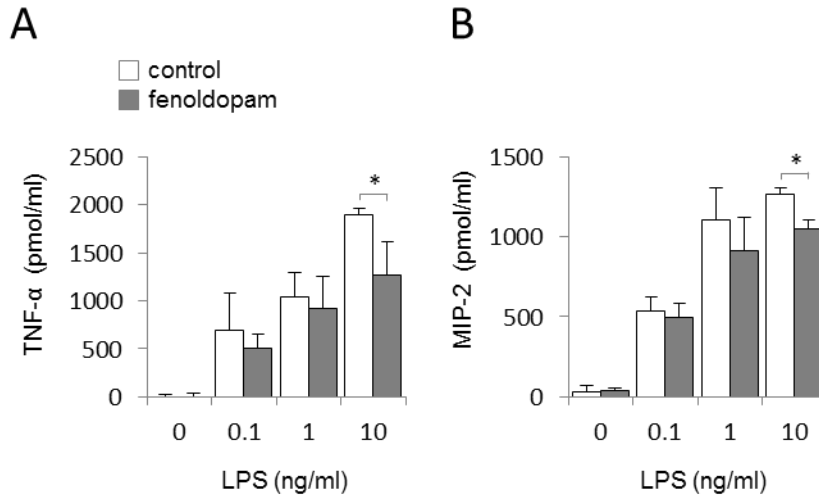 A
control
fenoldopam
TNF-α (pmol/ml)
2500
2000
1500
1000
500
0
*
0 0.1 1 10
LPS (ng/ml)
B
MIP-2 (pmol/ml)
1500
1000
500
0
*
0 0.1 1 10
LPS (ng/ml)